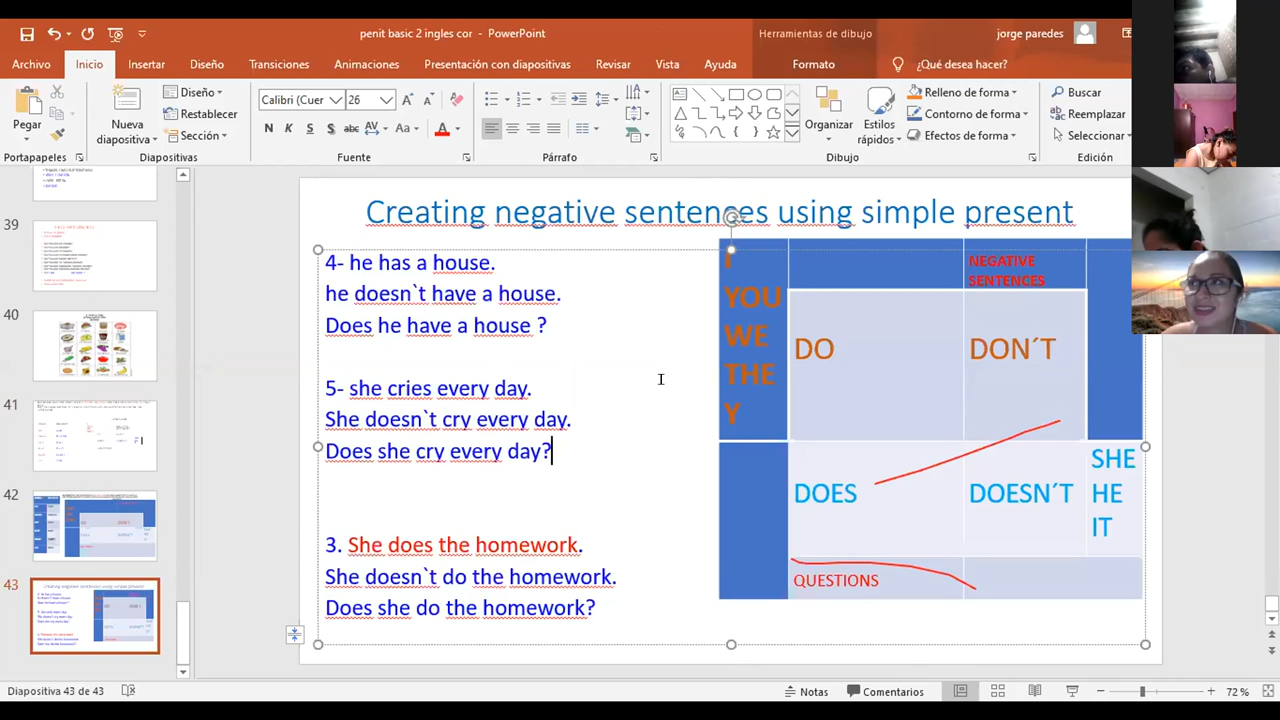 penit basic 2 ingles cor - PowerPoint
Herramientas de dibujo
jorge paredes
Archivo
Inicio
Insertar
Diseño
Transiciones
Animaciones
Presentación con diapositivas
Revisar
Vista
Ayuda
Formato
¿Qué desea hacer?
Pegar
Nueva
diapositiva
Diseño
Restablecer
Sección
Calibri (Cuer
26
N K S S abc AV Aa A
Organizar
Estilos
rápidos
Relleno de forma
Contorno de forma
Efectos de forma
Buscar
Reemplazar
Seleccionar
Portapapeles
Diapositivas
Fuente
Párrafo
Dibujo
Edición
39
40
41
42
43
Creating negative sentences using simple present
4- he has a house.
he doesn`t have a house.
Does he have a house ?
5- she cries every day.
She doesn`t cry every day.
Does she cry every day?
3. She does the homework.
She doesn`t do the homework.
Does she do the homework?
I
YOU
WE
THE
Y
NEGATIVE
SENTENCES
DO
DON´T
DOES
DOESN´T
SHE
HE
IT
QUESTIONS
Diapositiva 43 de 43
Notas
Comentarios
72 %